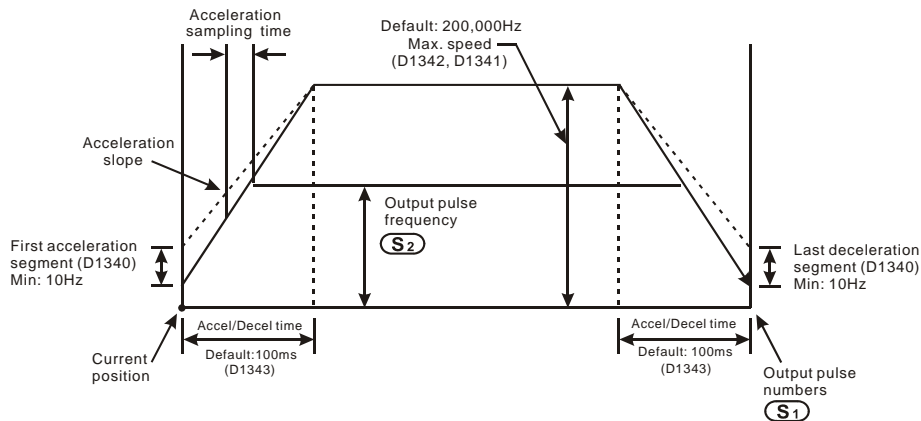 Acceleration
sampling time
Default: 200,000Hz
Max. speed
(D1342, D1341)
Acceleration
slope
Output pulse
frequency
S2
First acceleration
segment (D1340)
Min: 10Hz
Last deceleration
segment (D1340)
Min: 10Hz
Current
position
Accel/Decel time
Default:100ms
(D1343)
Accel/Decel time
Default: 100ms
(D1343)
Output pulse
numbers
S1